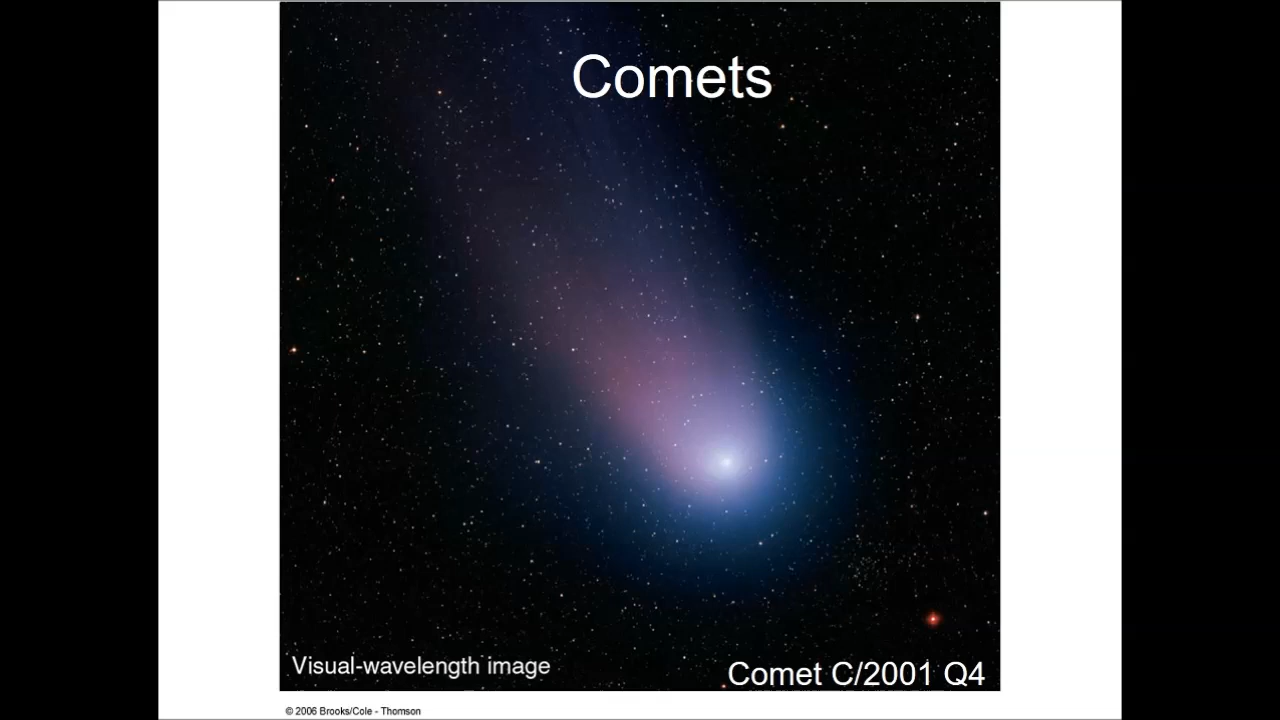 Comets
Visual-wavelength image
Comet C/2001 Q4
© 2006 Brooks/Cole - Thomson